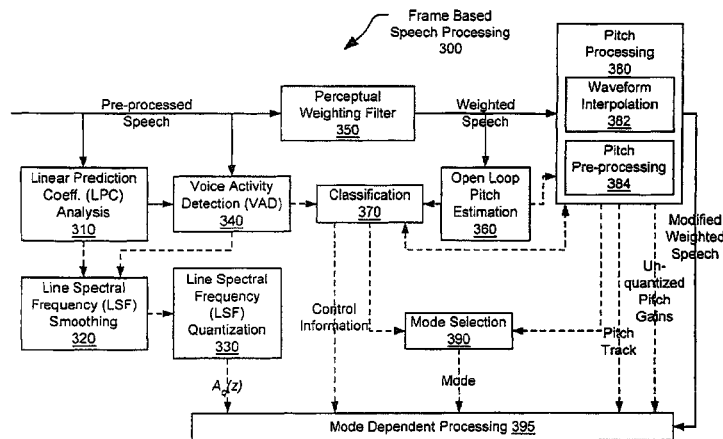 Frame Based
Speech Processing
300
Pitch
Processing
380
Waveform
Interpolation
382
Pitch
Pre-processing
384
Pre-processed
Speech
Perceptual
Weighting Filter
350
Weighted
Speech
Linear Prediction
Coeff. (LPC)
Analysis
310
Voice Activity
Detection (VAD)
340
Classification
370
Open Loop
Pitch
Estimation
360
Modified
Weighted
Speech
Line Spectral
Frequency (LSF)
Smoothing
320
Line Spectral
Frequency (LSF)
Quantization
330
Control
Information
Mode Selection
390
Un-
quantized Pitch
Gains
Pitch
Track
Aq(z)
Mode
Mode Dependent Processing 395